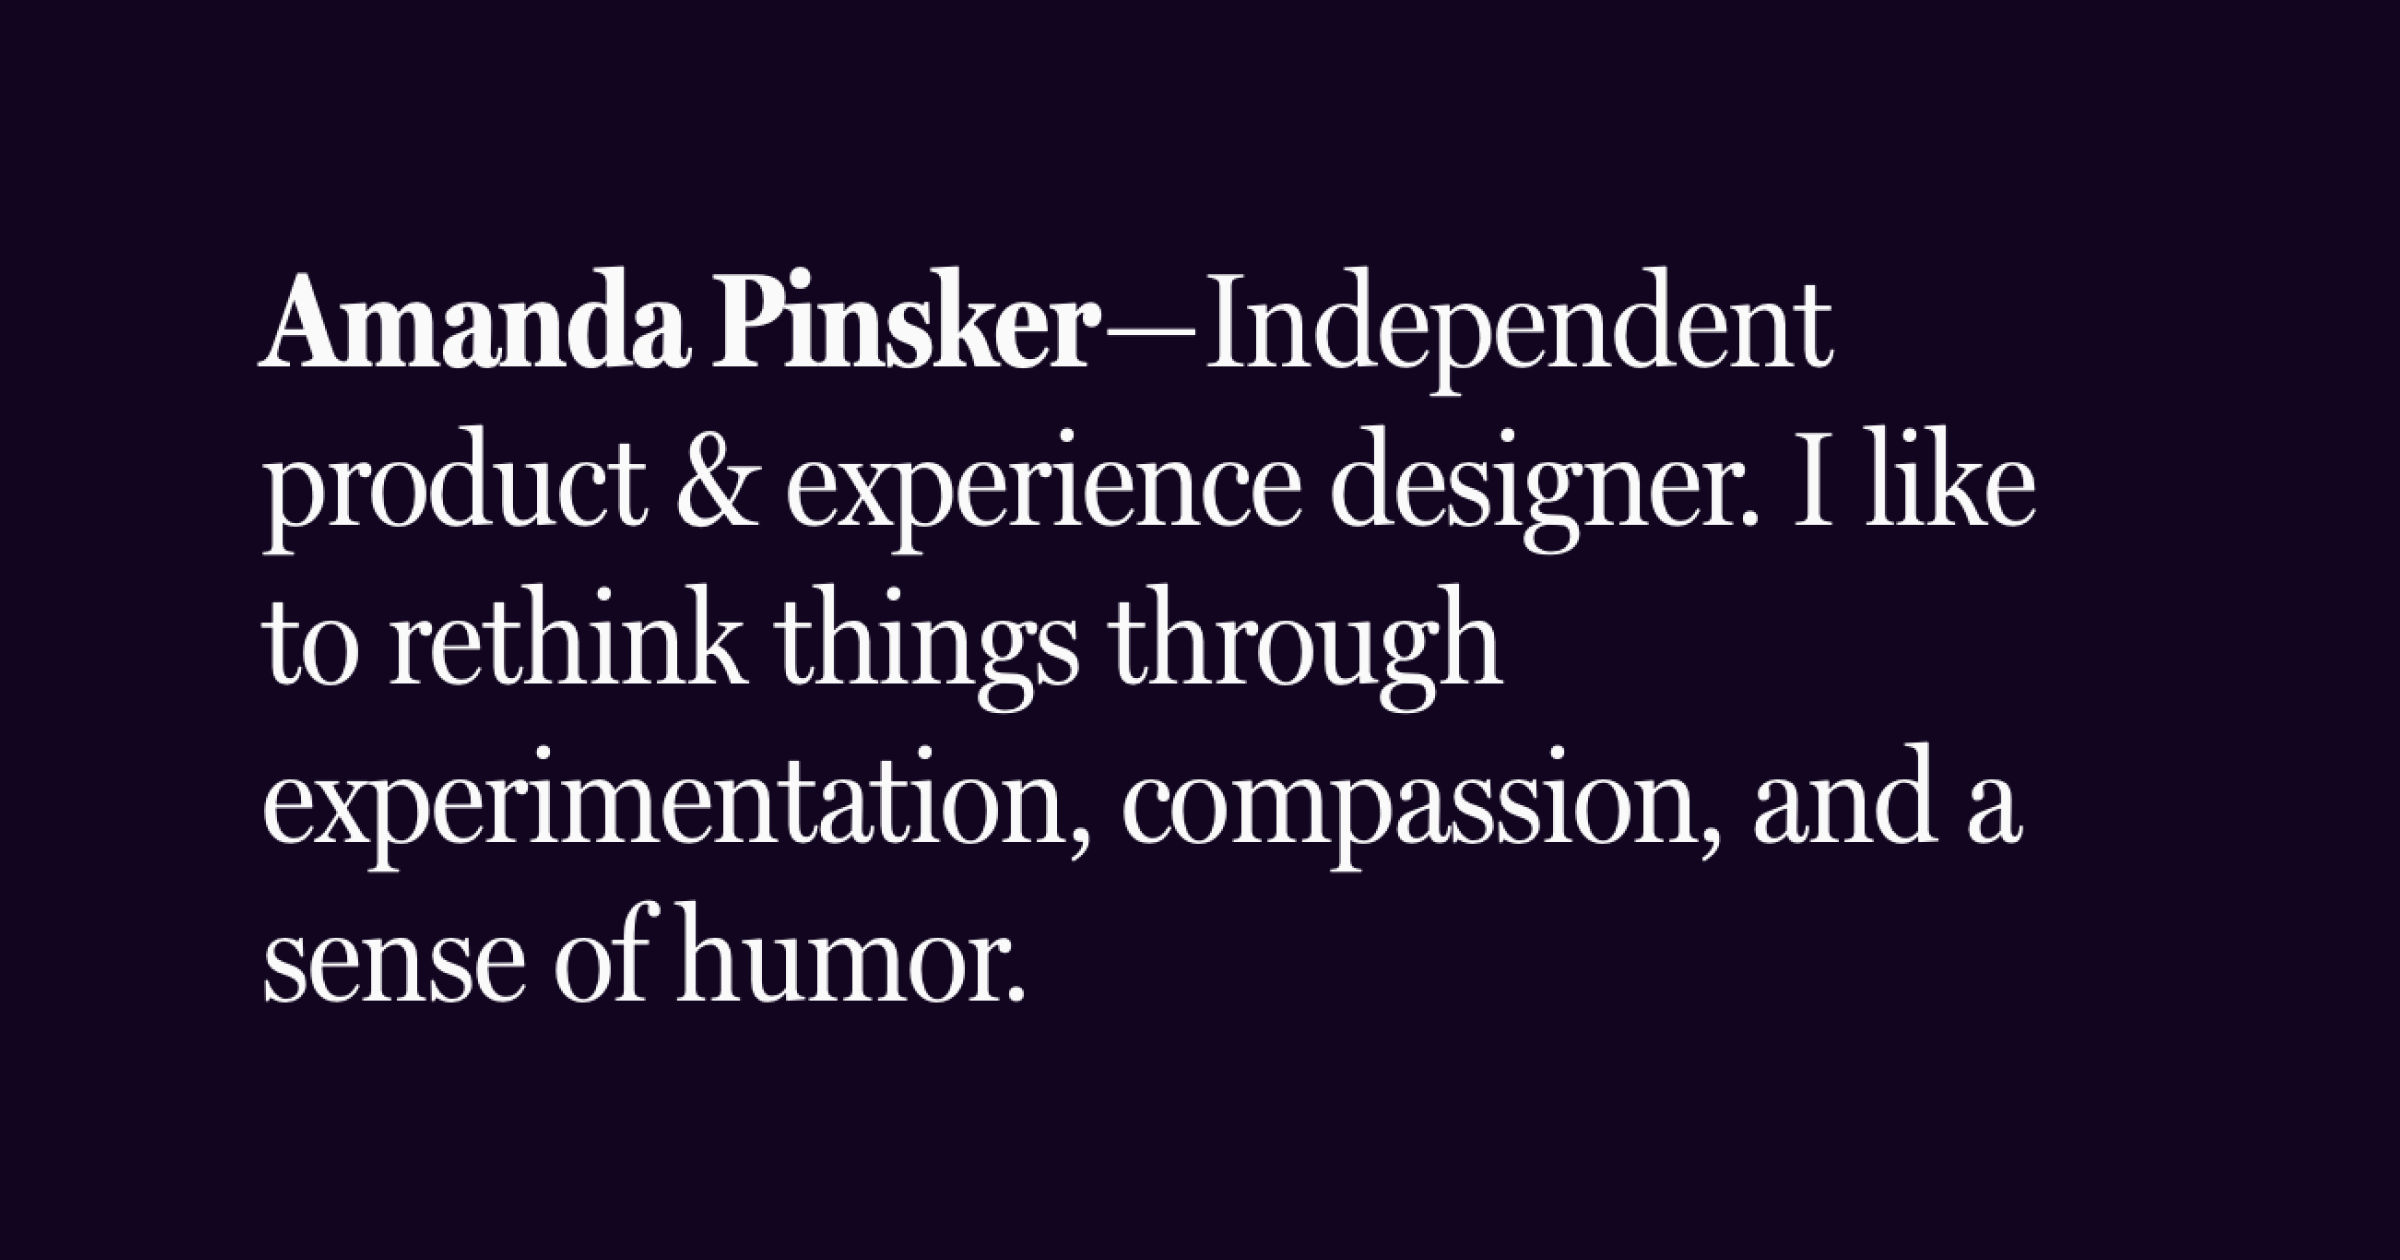 Amanda Pinsker—Independent
product & experience designer. I like
to rethink things through
experimentation, compassion, and a
sense of humor.